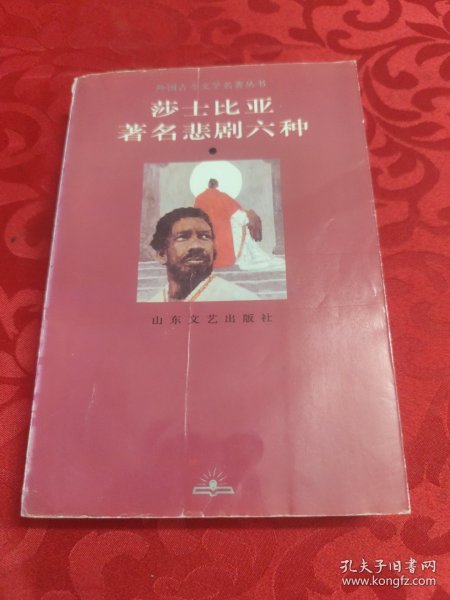 外国古今文学名著丛书
莎士比亚
著名悲剧六种
山东文艺出版社
孔夫子旧书网
www.kongfz.com